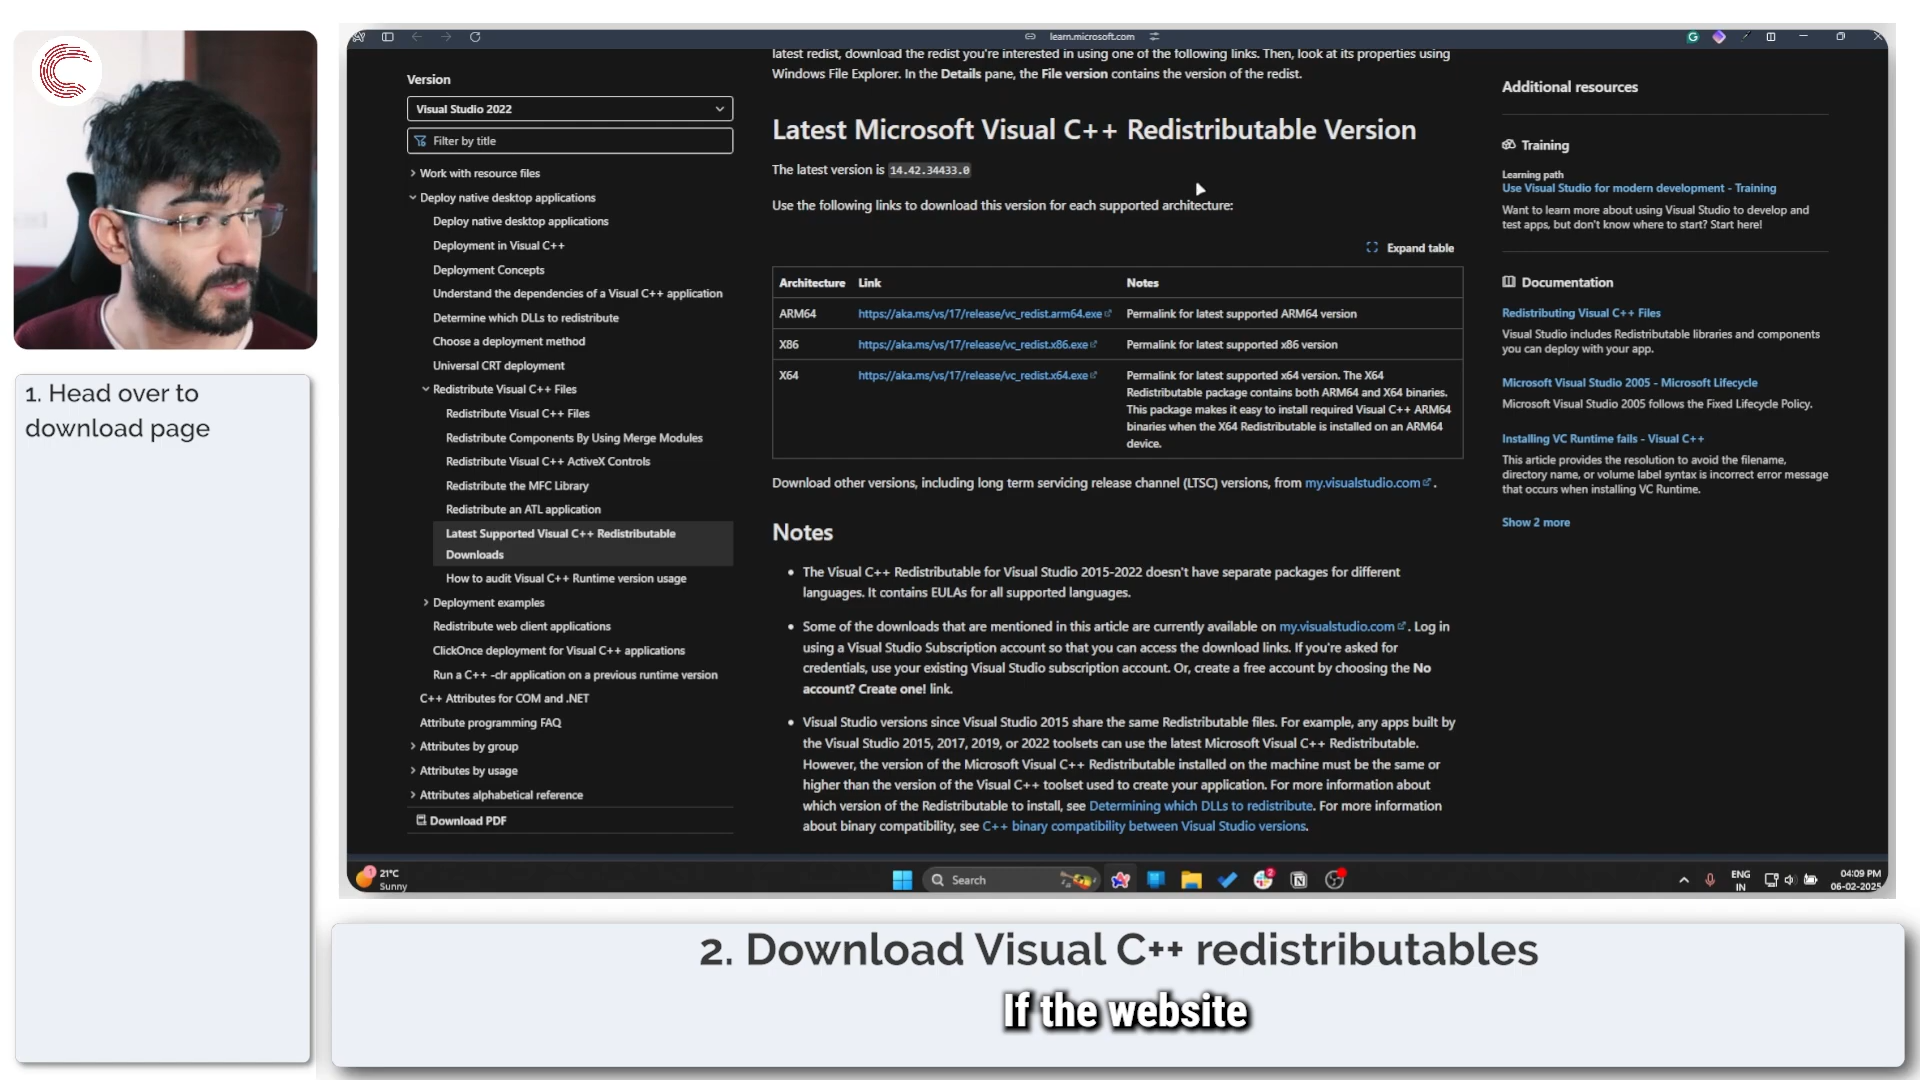 learn.microsoft.com
Version
Visual Studio 2022
Filter by title
Work with resource files
Deploy native desktop applications
Deploy native desktop applications
Deployment in Visual C++
Deployment Concepts
Understand the dependencies of a Visual C++ application
Determine which DLLs to redistribute
Choose a deployment method
Universal CRT deployment
Redistribute Visual C++ Files
Redistribute Visual C++ Files
Redistribute Components By Using Merge Modules
Redistribute Visual C++ ActiveX Controls
Redistribute the MFC Library
Redistribute an ATL application
Latest Supported Visual C++ Redistributable
Downloads
How to audit Visual C++ Runtime version usage
Deployment examples
Redistribute web client applications
ClickOnce deployment for Visual C++ applications
Run a C++ -clr application on a previous runtime version
C++ Attributes for COM and .NET
Attribute programming FAQ
Attributes by group
Attributes by usage
Attributes alphabetical reference
Download PDF
latest redist, download the redist you're interested in using one of the following links. Then, look at its properties using
Windows File Explorer. In the Details pane, the File version contains the version of the redist.
Latest Microsoft Visual C++ Redistributable Version
The latest version is 14.42.34433.0
Use the following links to download this version for each supported architecture:
Expand table
Architecture Link Notes
ARM64 https://aka.ms/vs/17/release/vc_redist.arm64.exe Permalink for latest supported ARM64 version
X86 https://aka.ms/vs/17/release/vc_redist.x86.exe Permalink for latest supported x86 version
X64 https://aka.ms/vs/17/release/vc_redist.x64.exe Permalink for latest supported x64 version. The X64
Redistributable package contains both ARM64 and X64 binaries.
This package makes it easy to install required Visual C++ ARM64
binaries when the X64 Redistributable is installed on an ARM64
device.
Download other versions, including long term servicing release channel (LTSC) versions, from my.visualstudio.com .
Notes
• The Visual C++ Redistributable for Visual Studio 2015-2022 doesn't have separate packages for different
languages. It contains EULAs for all supported languages.
• Some of the downloads that are mentioned in this article are currently available on my.visualstudio.com . Log in
using a Visual Studio Subscription account so that you can access the download links. If you're asked for
credentials, use your existing Visual Studio subscription account. Or, create a free account by choosing the No
account? Create one! link.
• Visual Studio versions since Visual Studio 2015 share the same Redistributable files. For example, any apps built by
the Visual Studio 2015, 2017, 2019, or 2022 toolsets can use the latest Microsoft Visual C++ Redistributable.
However, the version of the Microsoft Visual C++ Redistributable installed on the machine must be the same or
higher than the version of the Visual C++ toolset used to create your application. For more information about
which version of the Redistributable to install, see Determining which DLLs to redistribute. For more information
about binary compatibility, see C++ binary compatibility between Visual Studio versions.
Additional resources
Training
Learning path
Use Visual Studio for modern development - Training
Want to learn more about using Visual Studio to develop and
test apps, but don't know where to start? Start here!
Documentation
Redistributing Visual C++ Files
Visual Studio includes Redistributable libraries and components
you can deploy with your app.
Microsoft Visual Studio 2005 - Microsoft Lifecycle
Microsoft Visual Studio 2005 follows the Fixed Lifecycle Policy.
Installing VC Runtime fails - Visual C++
This article provides the resolution to avoid the filename,
directory name, or volume label syntax is incorrect error message
that occurs when installing VC Runtime.
Show 2 more
1. Head over to
download page
21°C
Sunny
Search
ENG
IN
04:09 PM
06-02-2025
2. Download Visual C++ redistributables
If the website